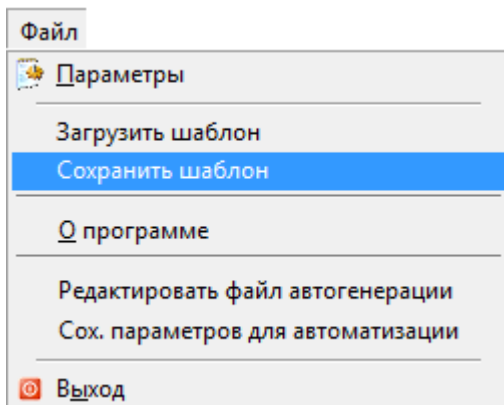 Файл
Параметры
Загрузить шаблон
Сохранить шаблон
О программе
Редактировать файл автогенерации
Сох. параметров для автоматизации
Выход